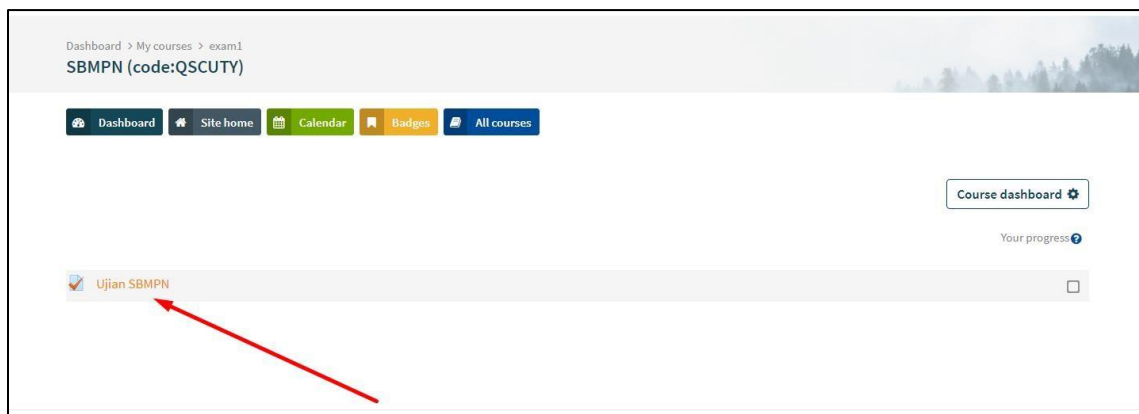 Dashboard > My courses > exam1
SBMPN (code:QSCUTY)
Dashboard Site home Calendar Badges All courses
Course dashboard
Your progress
Ujian SBMPN